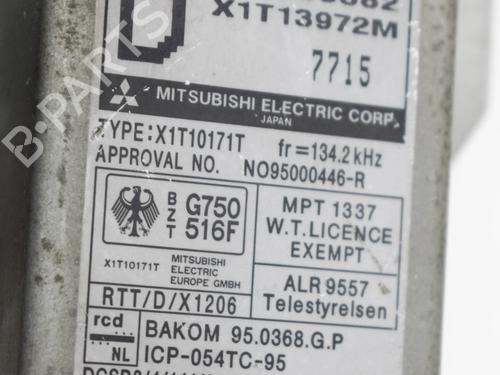 X1T13972M
7715
MITSUBISHI ELECTRIC CORP.
JAPAN
TYPE:X1T10171T fr=134.2kHz
APPROVAL NO. NO95000446-R
BZT G750 516F
MPT 1337
W.T.LICENCE
EXEMPT
X1T10171T MITSUBISHI
ELECTRIC
EUROPE GMBH
ALR 9557
Telestyrelsen
RTT/D/X1206
rcd NL
BAKOM 95.0368.G.P
ICP-054TC-95
B-PARTS